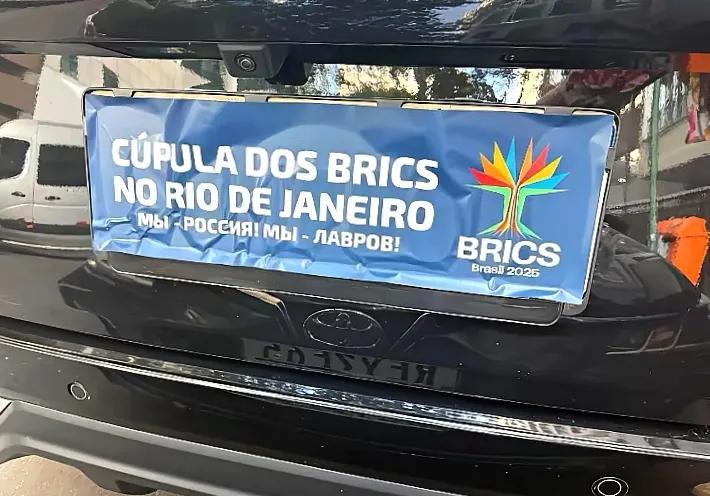 CÚPULA DOS BRICS
NO RIO DE JANEIRO
МЫ - РОССИЯ! МЫ - ЛАВРОВ!
BRICS
Brasil 2025